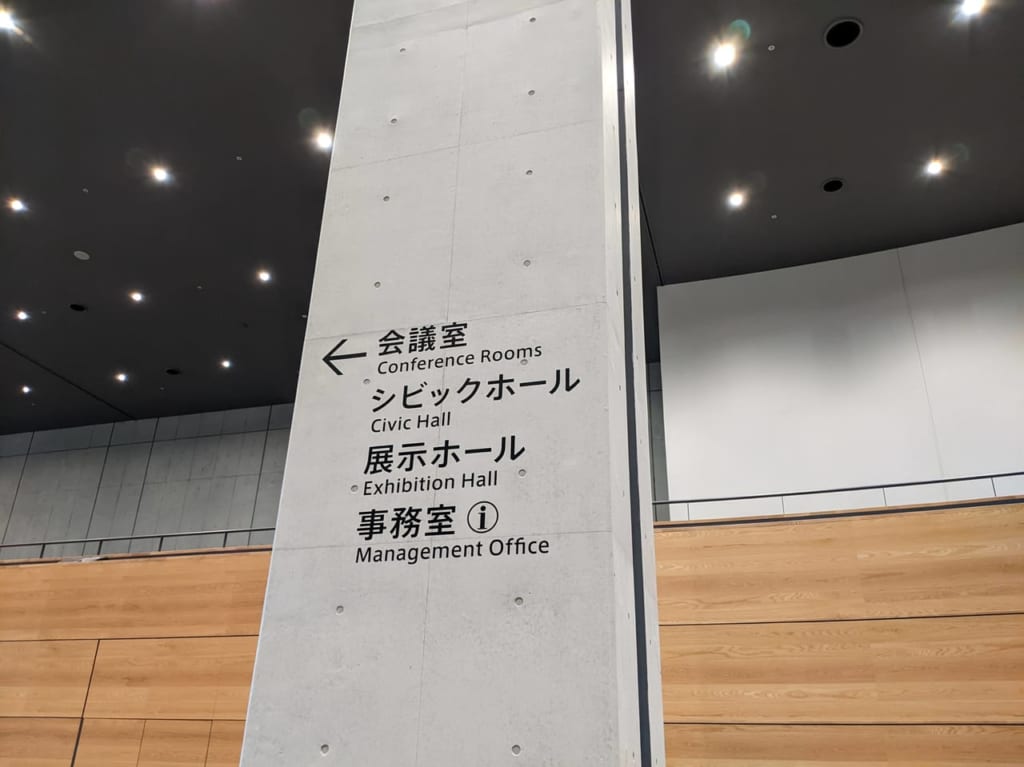 ← 会議室
Conference Rooms
シビックホール
Civic Hall
展示ホール
Exhibition Hall
事務室 ⓘ
Management Office